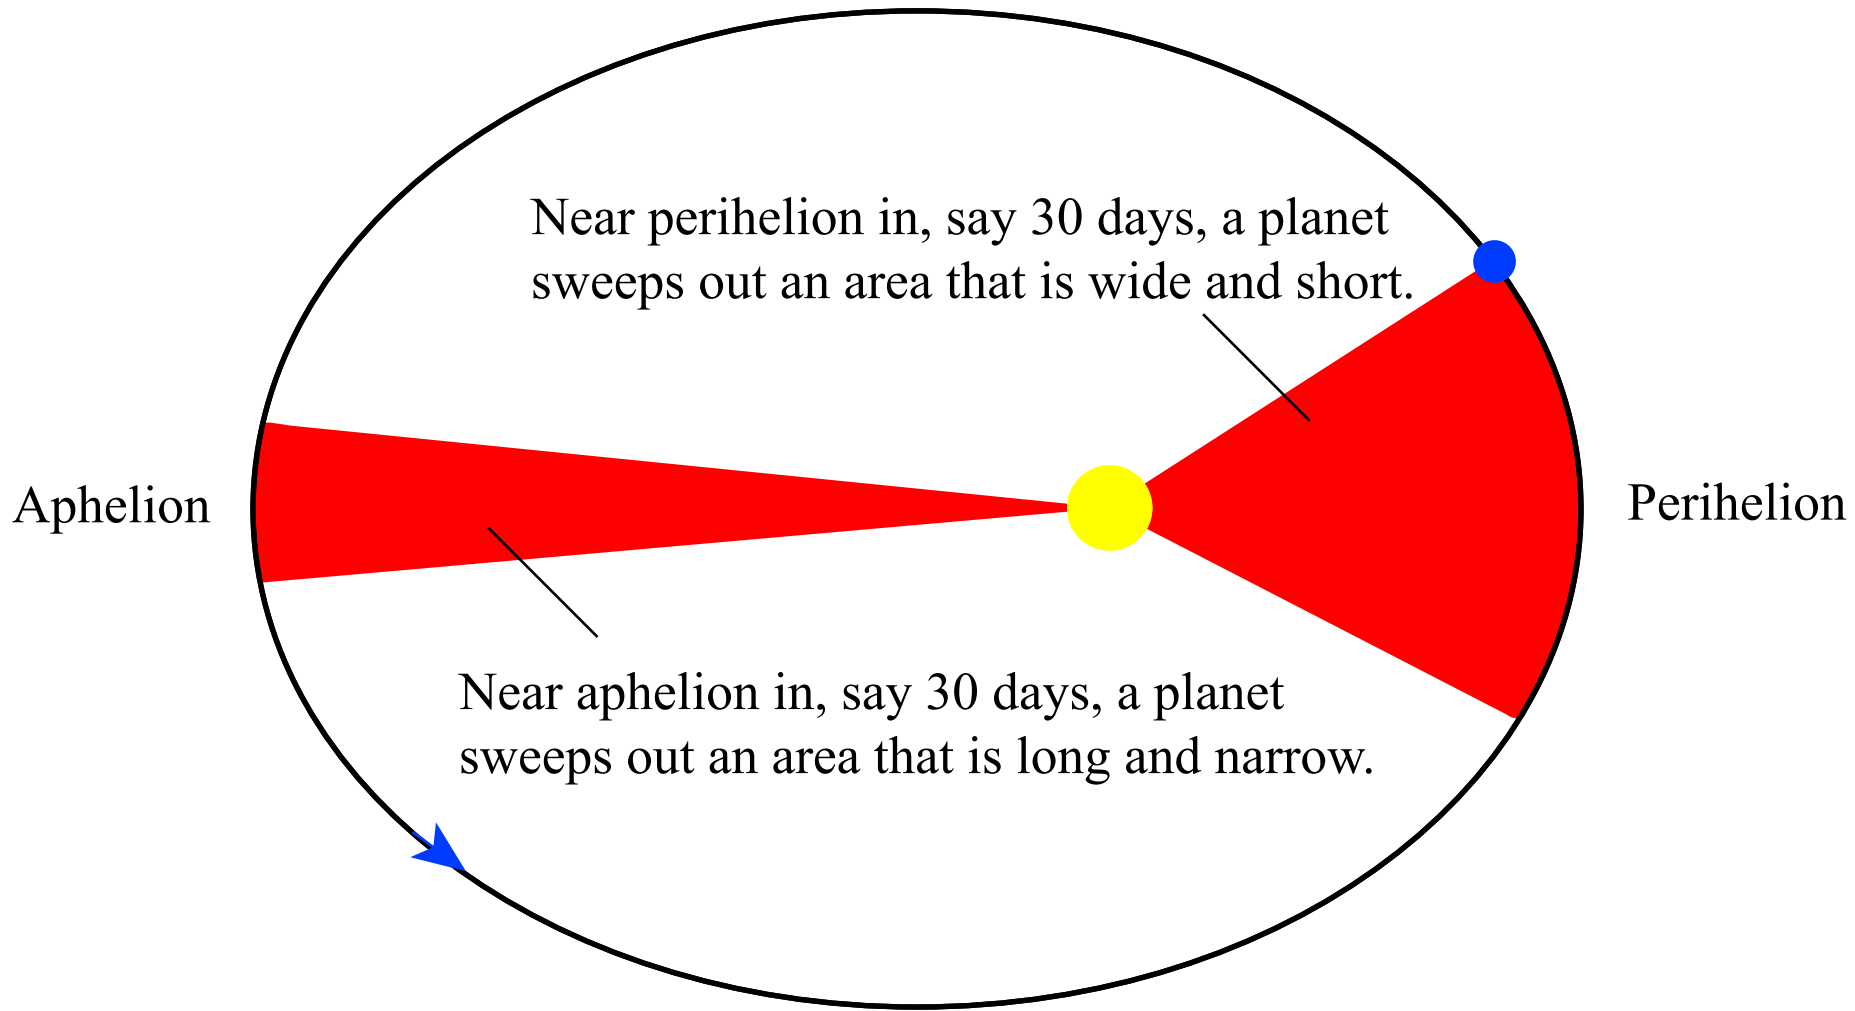 Near perihelion in, say 30 days, a planet
sweeps out an area that is wide and short.
Aphelion
Perihelion
Near aphelion in, say 30 days, a planet
sweeps out an area that is long and narrow.